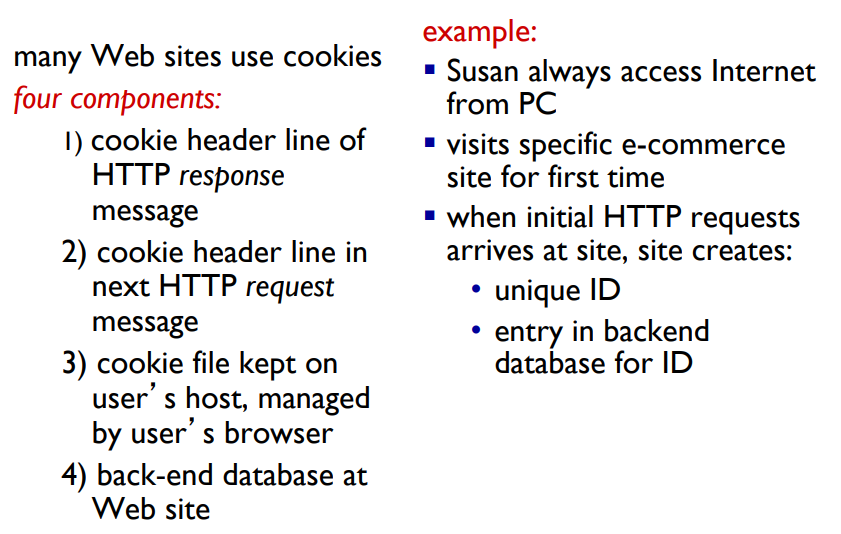 many Web sites use cookies
four components:
1) cookie header line of
HTTP response
message
2) cookie header line in
next HTTP request
message
3) cookie file kept on
user’s host, managed
by user’s browser
4) back-end database at
Web site
example:
▪ Susan always access Internet
from PC
▪ visits specific e-commerce
site for first time
▪ when initial HTTP requests
arrives at site, site creates:
• unique ID
• entry in backend
database for ID